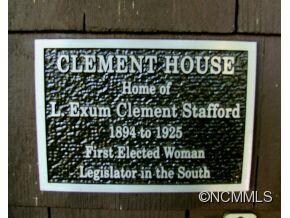 CLEMENT HOUSE
Home of
L. Exum Clement Stafford
1894 to 1925
First Elected Woman
Legislator in the South
©NCMMLS